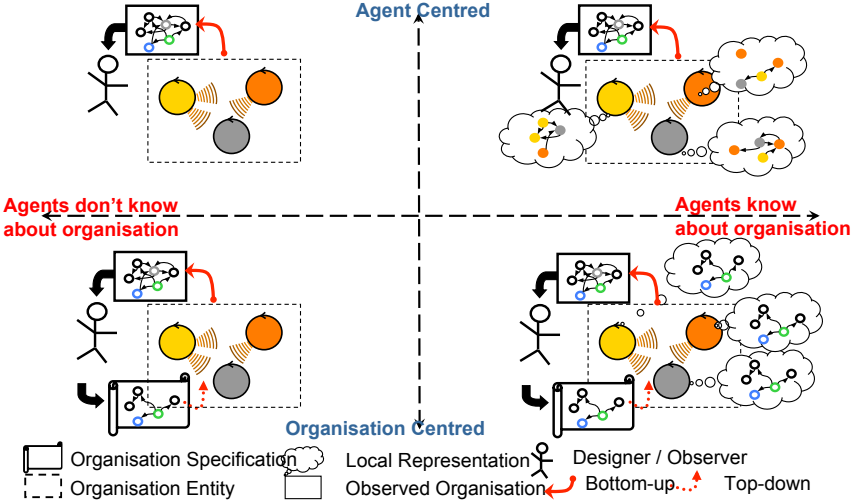 Agent Centred
Agents don't know
about organisation
Agents know
about organisation
Organisation Centred
Organisation Specification
Local Representation
Designer / Observer
Organisation Entity
Observed Organisation
Bottom-up
Top-down